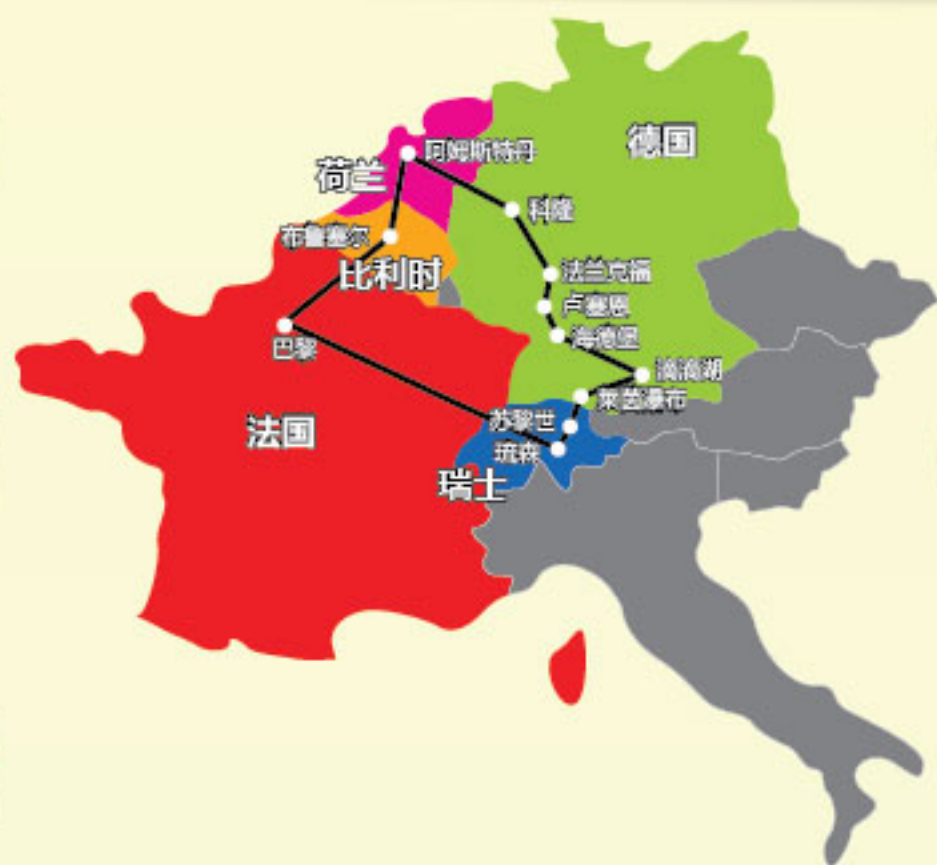 德国
阿姆斯特丹
荷兰
科隆
布鲁塞尔
比利时
法兰克福
卢塞恩
海德堡
巴黎
滴滴湖
莱茵瀑布
苏黎世
法国
琉森
瑞士